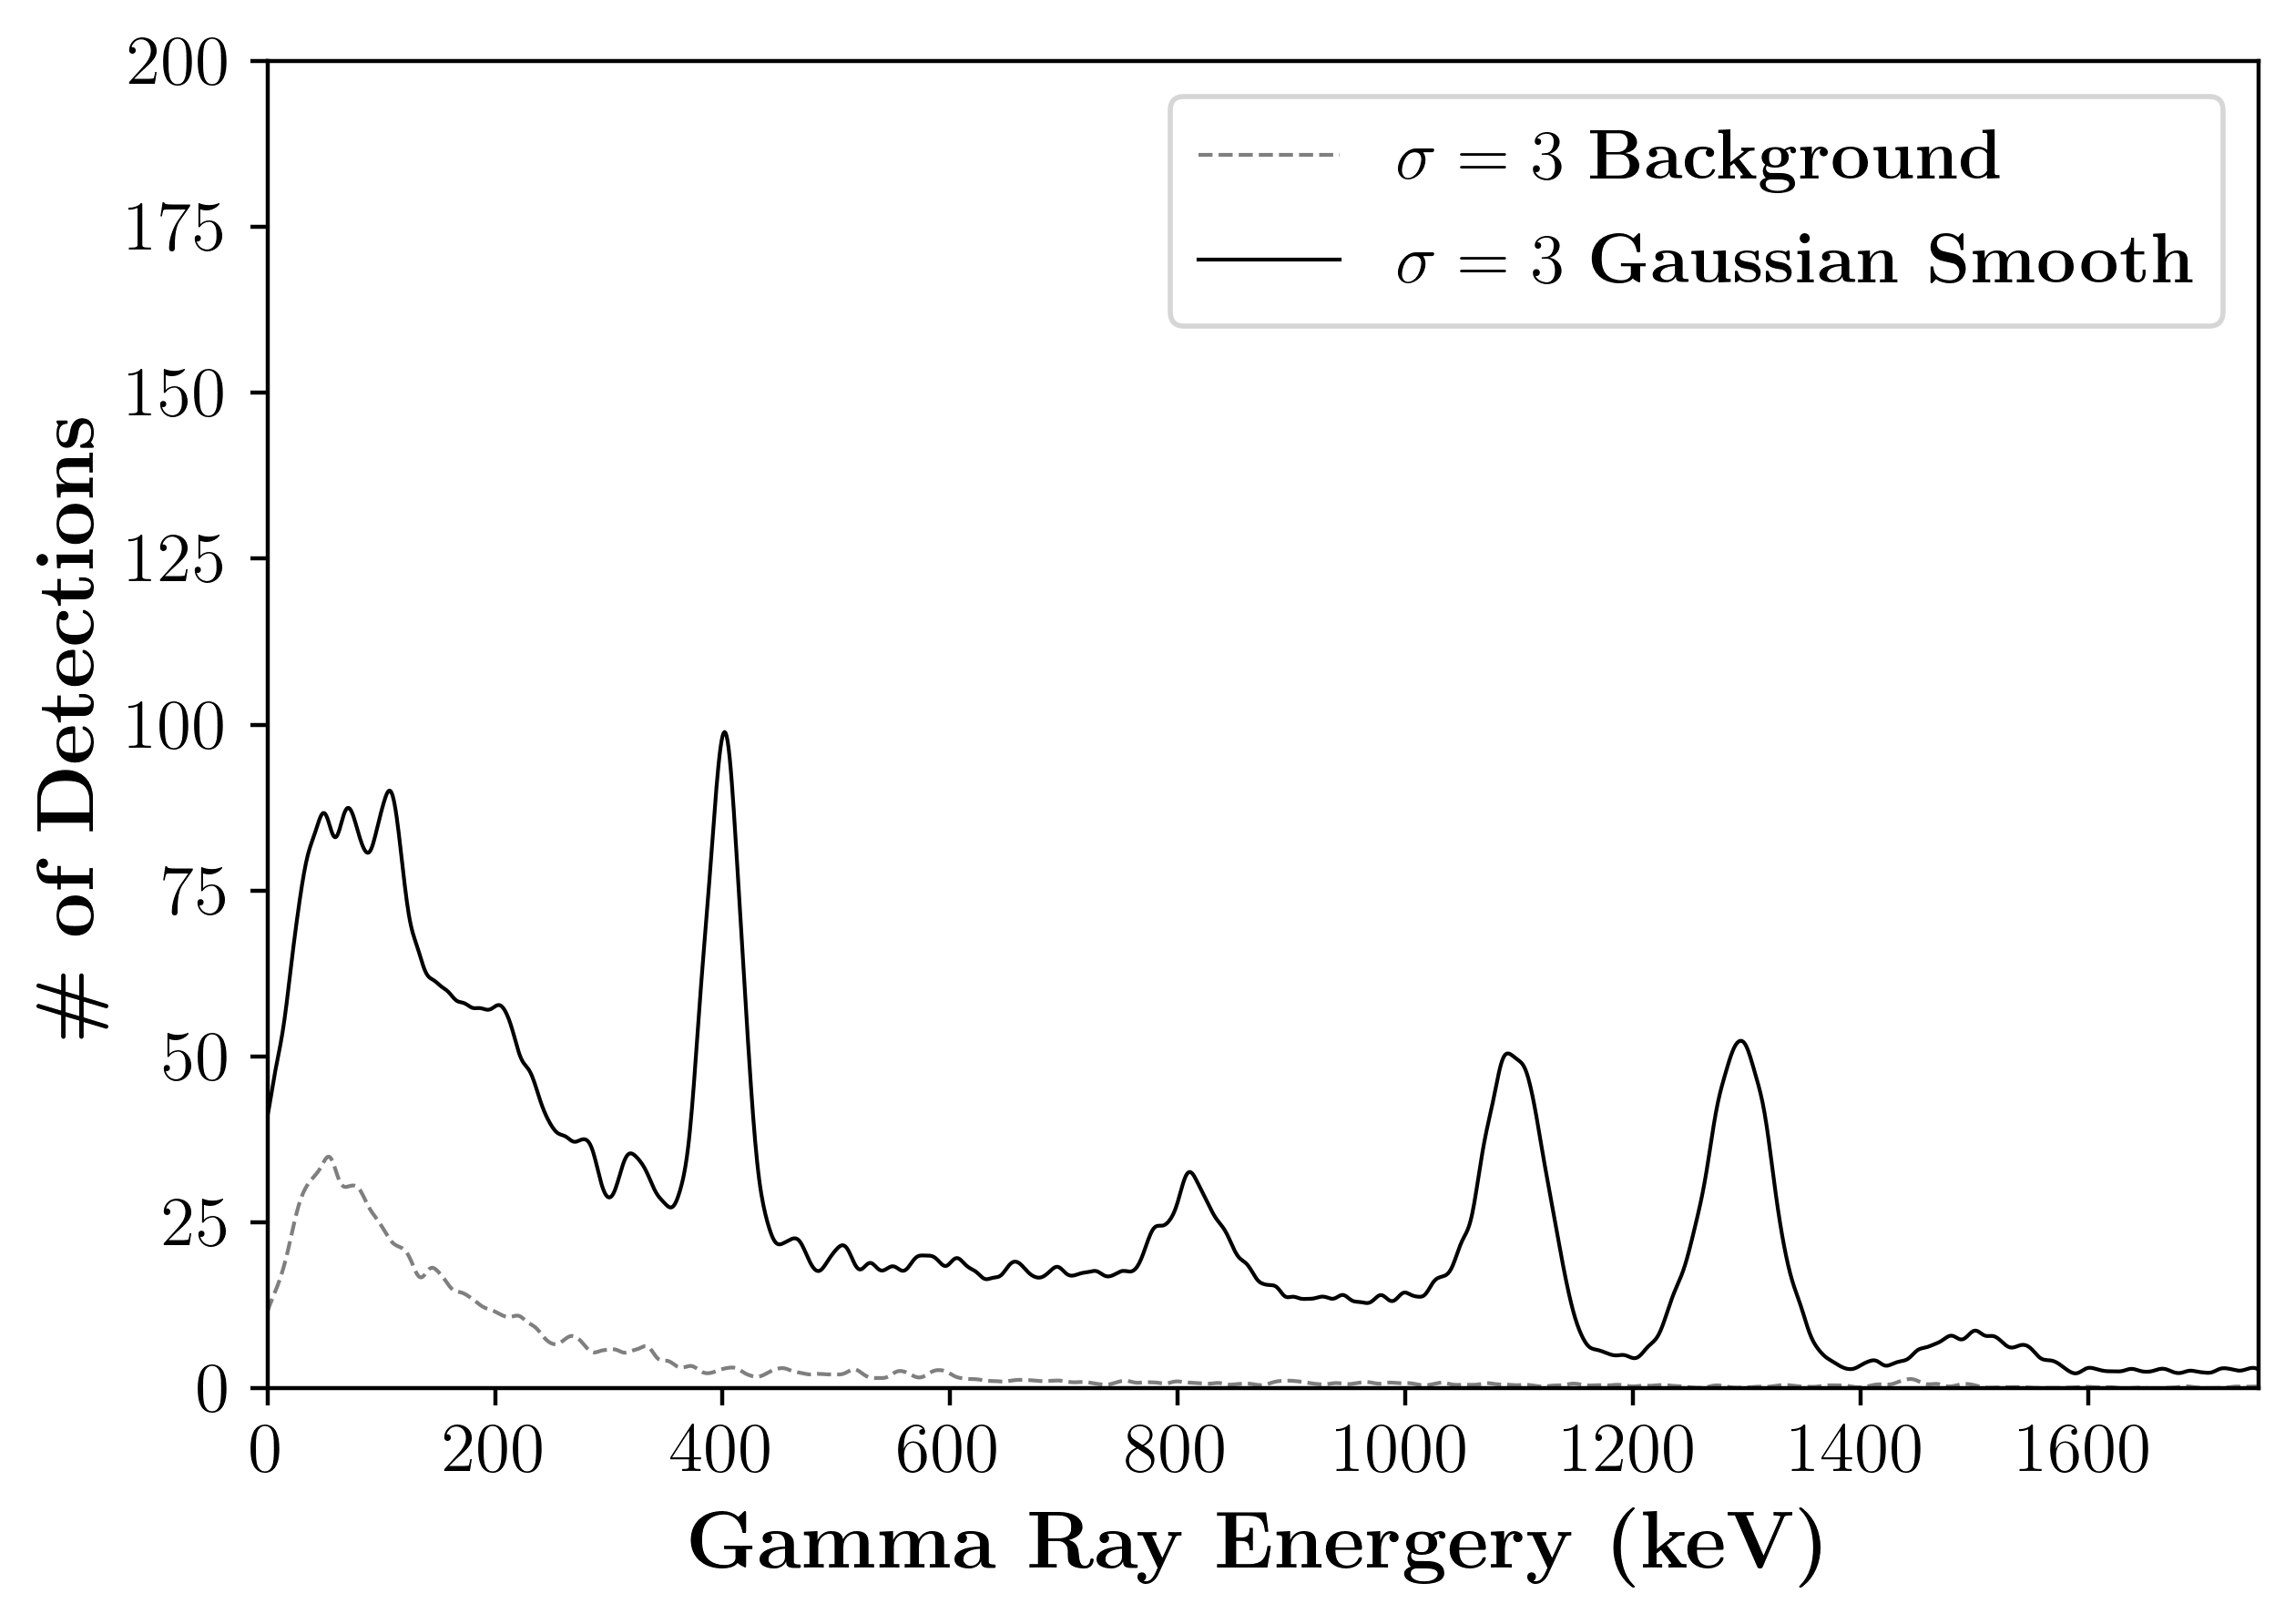 200
175
150
125
100
75
50
25
0
# of Detections
σ = 3 Background
σ = 3 Gaussian Smooth
0 200 400 600 800 1000 1200 1400 1600
Gamma Ray Enegery (keV)